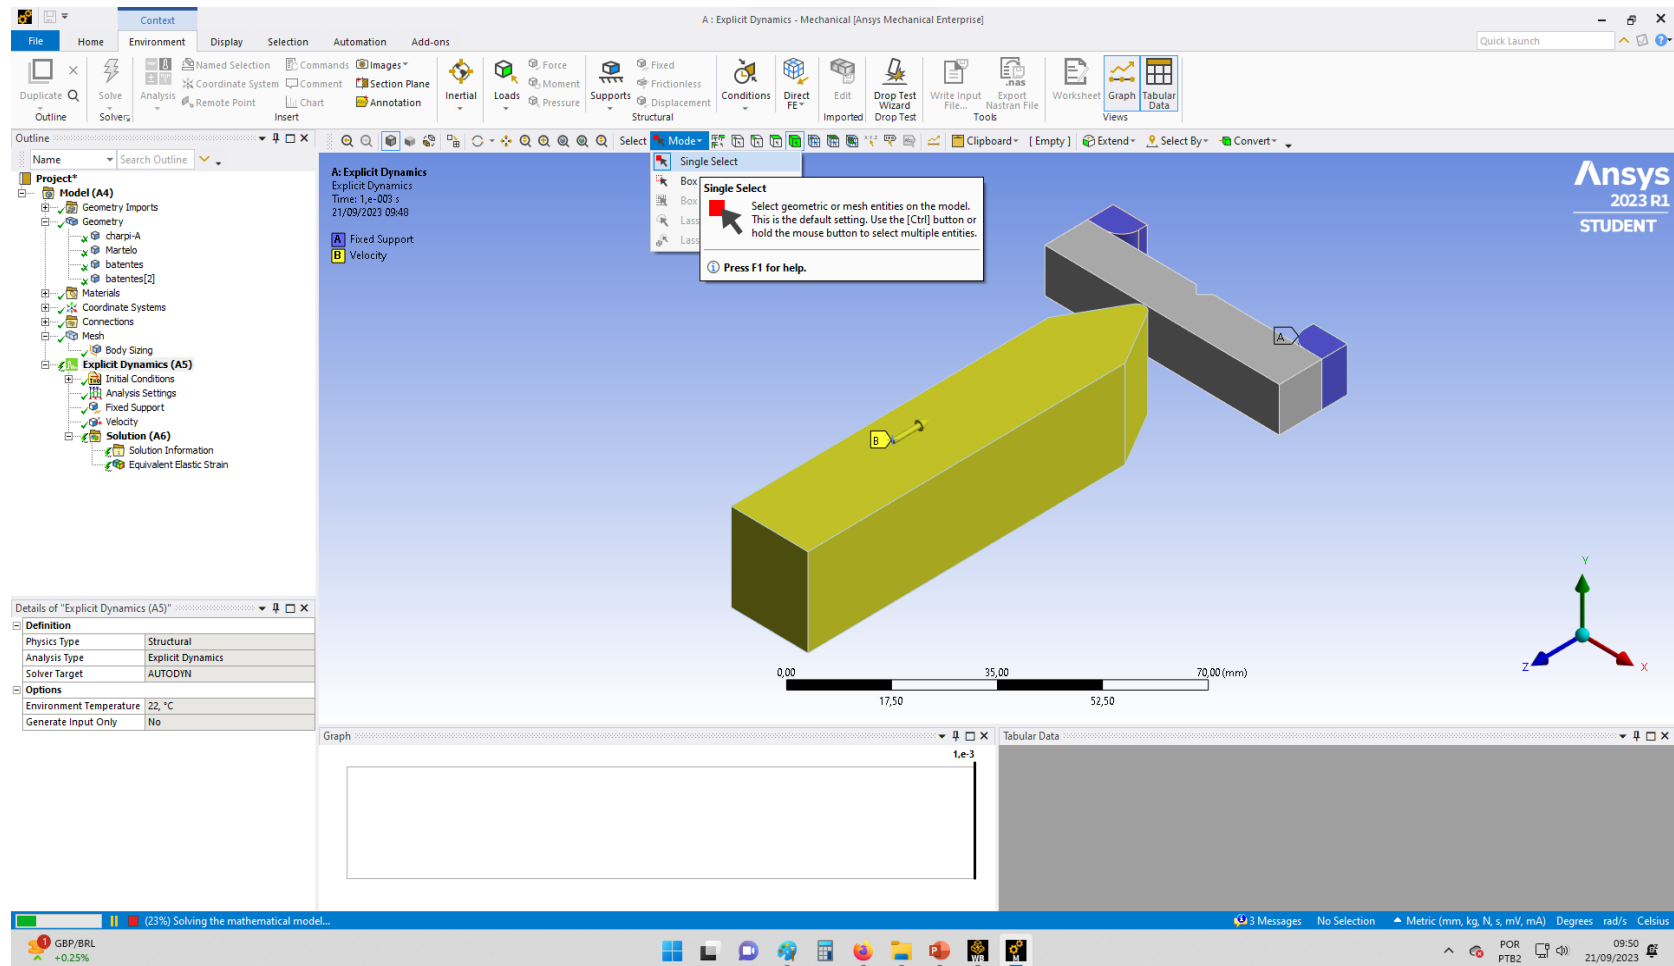 Context
A : Explicit Dynamics - Mechanical [Ansys Mechanical Enterprise]
File Home Environment Display Selection Automation Add-ons
Quick Launch
Duplicate
Outline
Solve
Solver
Analysis
Named Selection
Coordinate System
Remote Point
Commands
Comment
Chart
Images
Section Plane
Annotation
Insert
Inertial
Loads
Force
Moment
Pressure
Supports
Fixed
Frictionless
Displacement
Structural
Conditions
Direct
FE
Edit
Imported
Drop Test
Wizard
Drop Test
Write Input
File...
Export
Nastran File
.nas
Tools
Worksheet
Graph
Tabular
Data
Views
Outline
Name
Search Outline
Select Mode Clipboard [ Empty ] Extend Select By Convert
Project*
Model (A4)
Geometry Imports
Geometry
charpi-A
Martelo
batentes
batentes[2]
Materials
Coordinate Systems
Connections
Mesh
Body Sizing
Explicit Dynamics (A5)
Initial Conditions
Analysis Settings
Fixed Support
Velocity
Solution (A6)
Solution Information
Equivalent Elastic Strain
A: Explicit Dynamics
Explicit Dynamics
Time: 1,e-003 s
21/09/2023 09:48
A Fixed Support
B Velocity
Single Select
Box
Box
Lass
Lass
Single Select
Select geometric or mesh entities on the model.
This is the default setting. Use the [Ctrl] button or
hold the mouse button to select multiple entities.
Press F1 for help.
Ansys
2023 R1
STUDENT
A
B
Y
Z
X
0,00 35,00 70,00 (mm)
17,50 52,50
Details of "Explicit Dynamics (A5)"
Definition
Physics Type Structural
Analysis Type Explicit Dynamics
Solver Target AUTODYN
Options
Environment Temperature 22, °C
Generate Input Only No
Graph
1,e-3
Tabular Data
(23%) Solving the mathematical model...
3 Messages No Selection Metric (mm, kg, N, s, mV, mA) Degrees rad/s Celsius
1
GBP/BRL
+0.25%
WB
M
POR
PTB2
09:50
21/09/2023